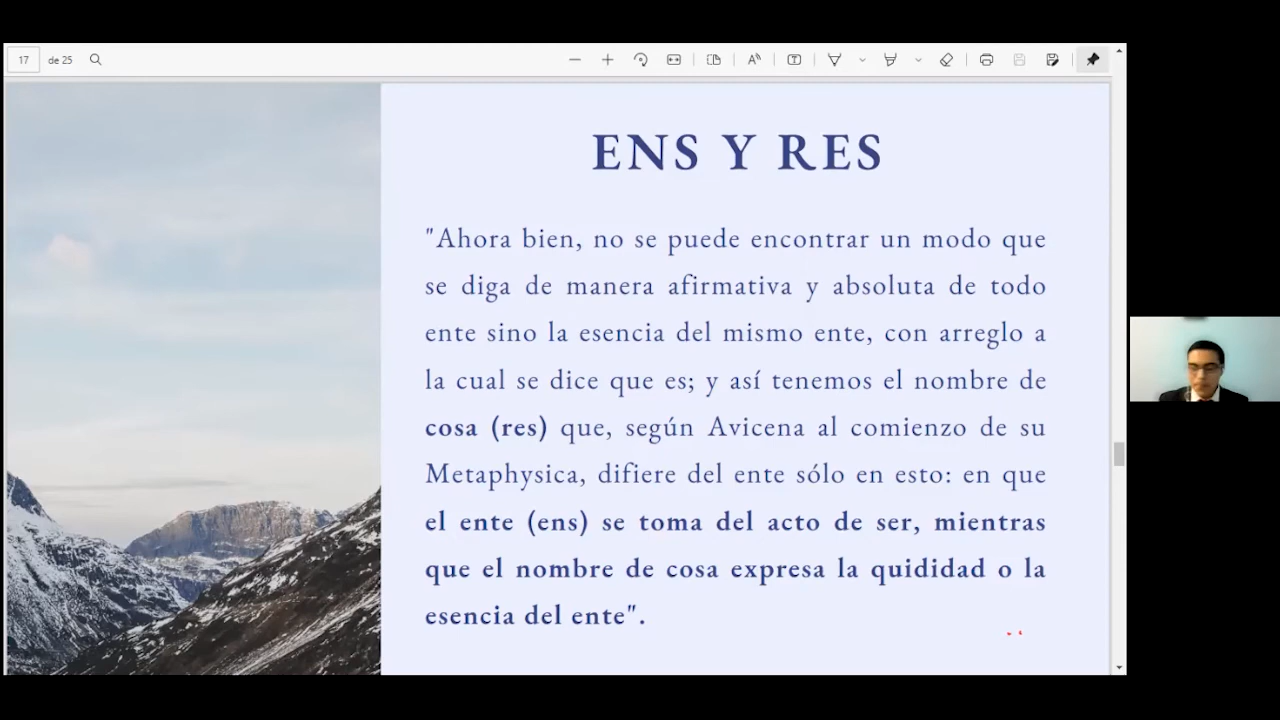 17 de 25
ENS Y RES
"Ahora bien, no se puede encontrar un modo que
se diga de manera afirmativa y absoluta de todo
ente sino la esencia del mismo ente, con arreglo a
la cual se dice que es; y así tenemos el nombre de
cosa (res) que, según Avicena al comienzo de su
Metaphysica, difiere del ente sólo en esto: en que
el ente (ens) se toma del acto de ser, mientras
que el nombre de cosa expresa la quididad o la
esencia del ente".